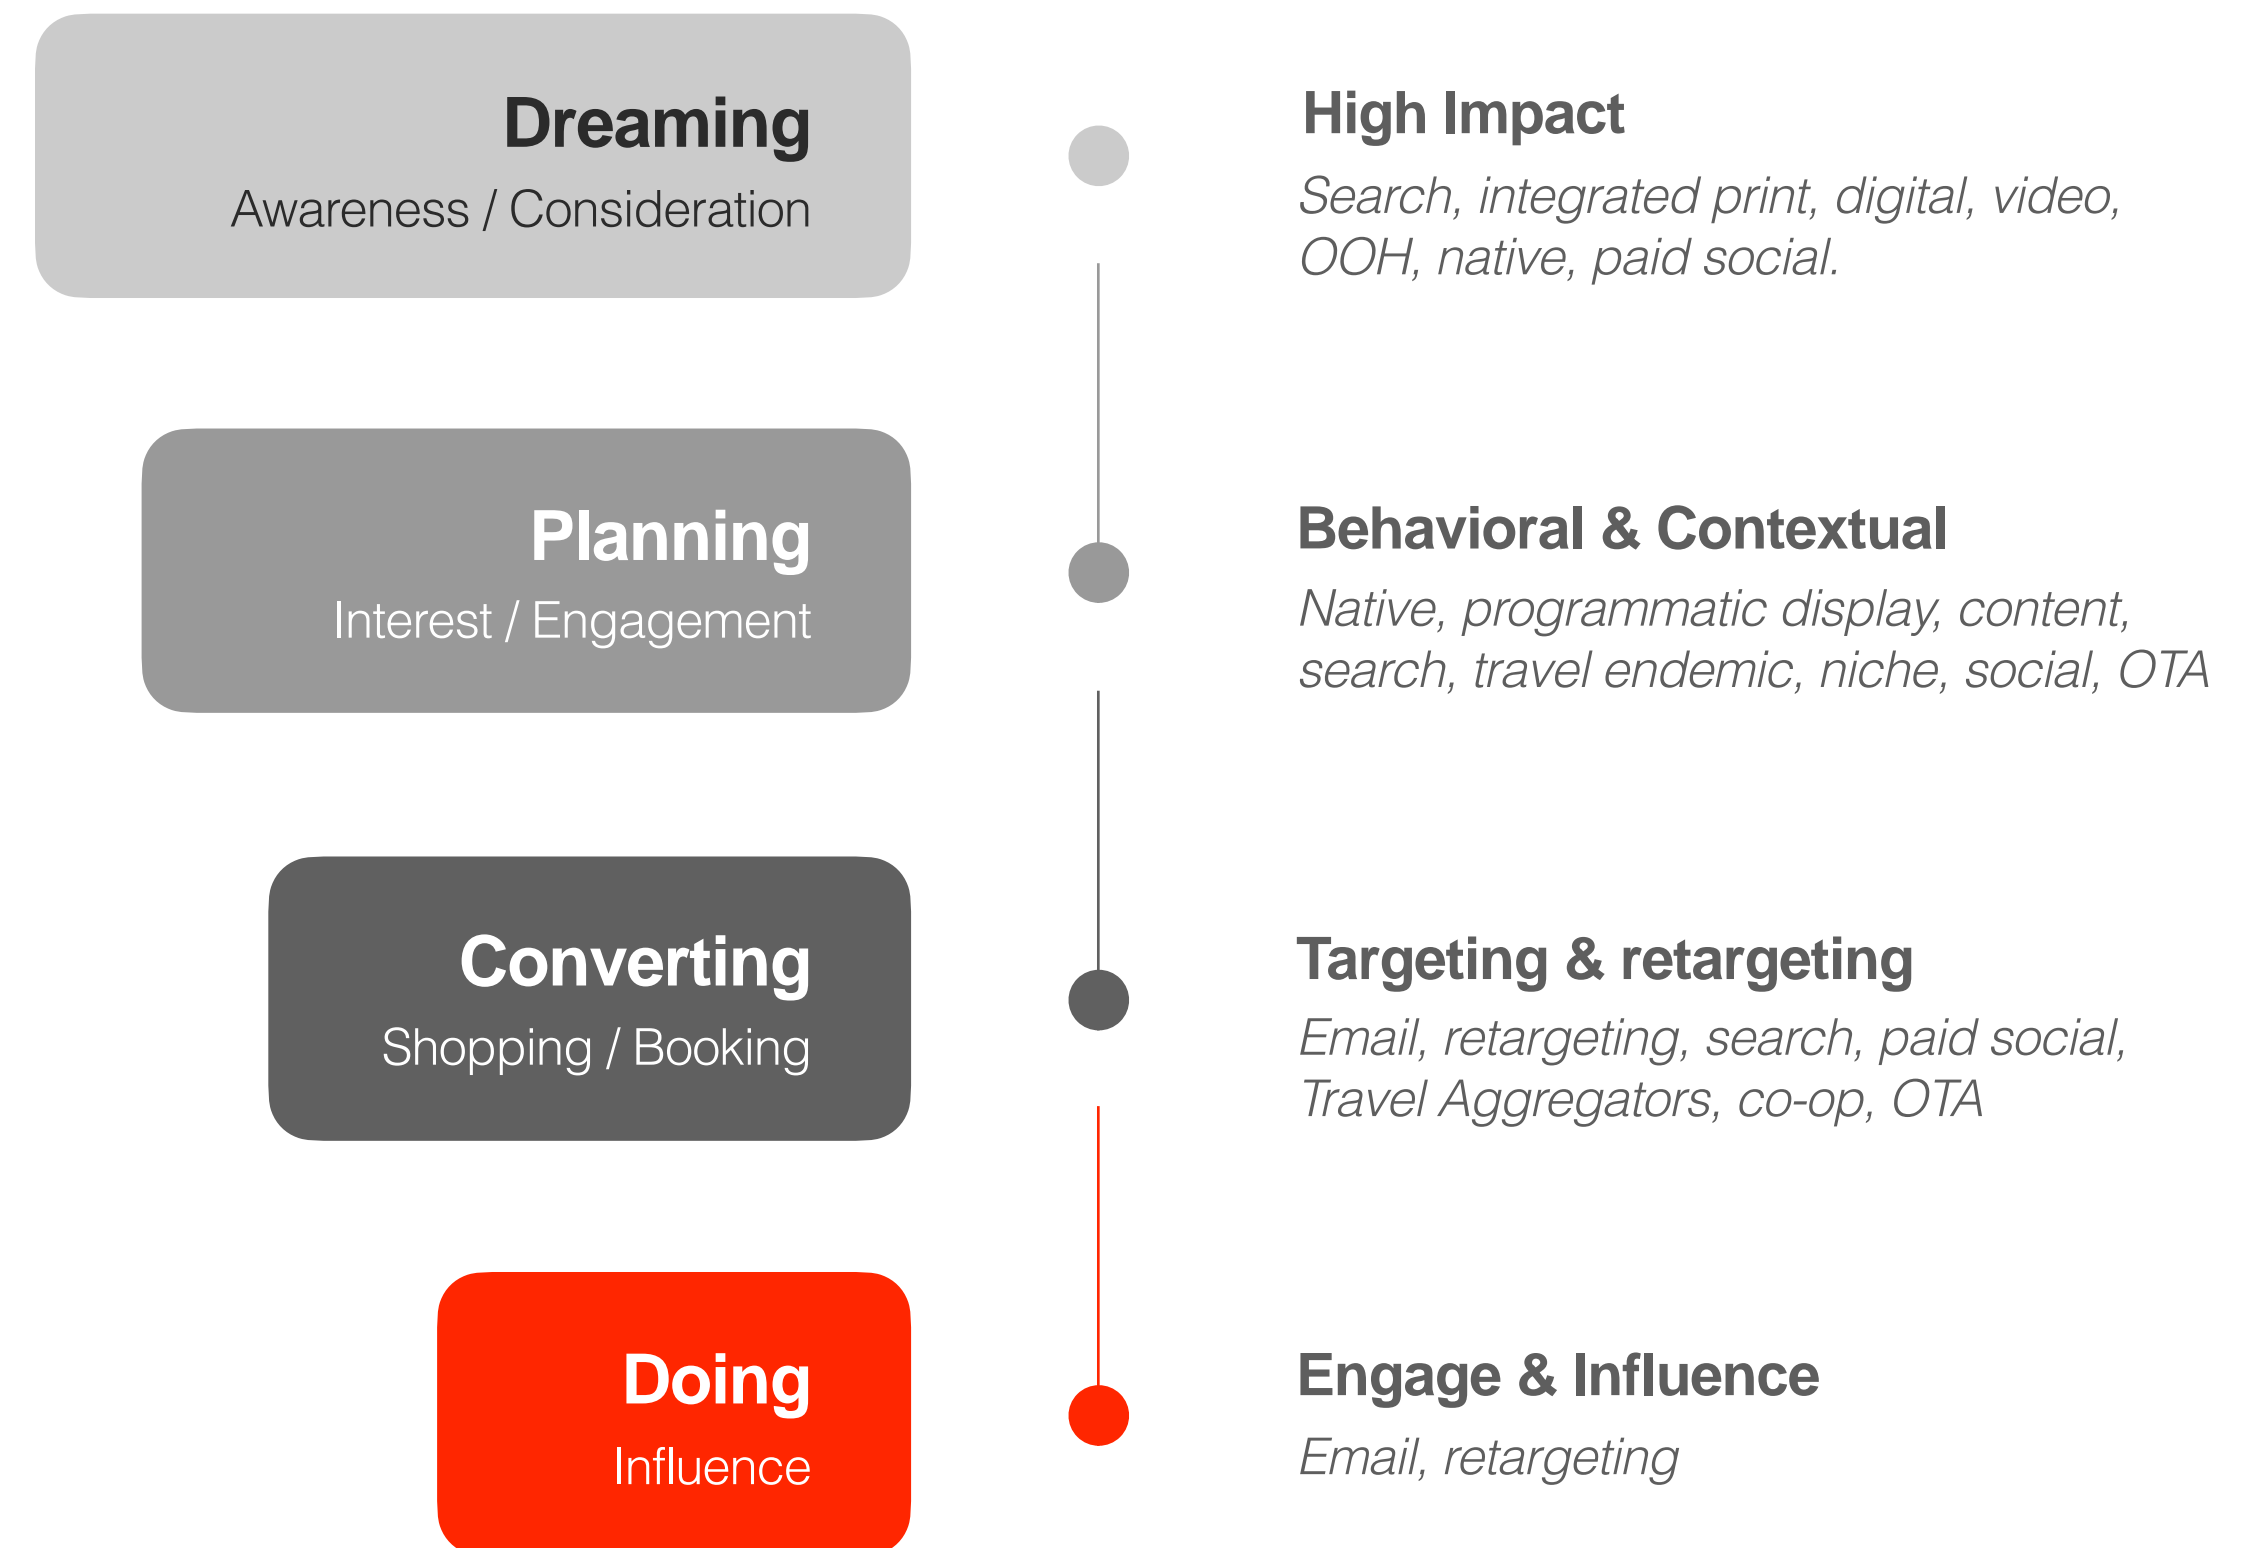 Dreaming
Awareness / Consideration
High Impact
Search, integrated print, digital, video,
OOH, native, paid social.
Planning
Interest / Engagement
Behavioral & Contextual
Native, programmatic display, content,
search, travel endemic, niche, social, OTA
Converting
Shopping / Booking
Targeting & retargeting
Email, retargeting, search, paid social,
Travel Aggregators, co-op, OTA
Doing
Influence
Engage & Influence
Email, retargeting